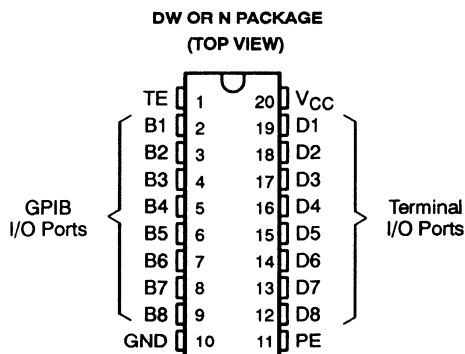 DW OR N PACKAGE
(TOP VIEW)
TE 1 20 VCC
B1 2 19 D1
B2 3 18 D2
B3 4 17 D3
B4 5 16 D4
B5 6 15 D5
B6 7 14 D6
B7 8 13 D7
B8 9 12 D8
GND 10 11 PE
GPIB
I/O Ports
Terminal
I/O Ports